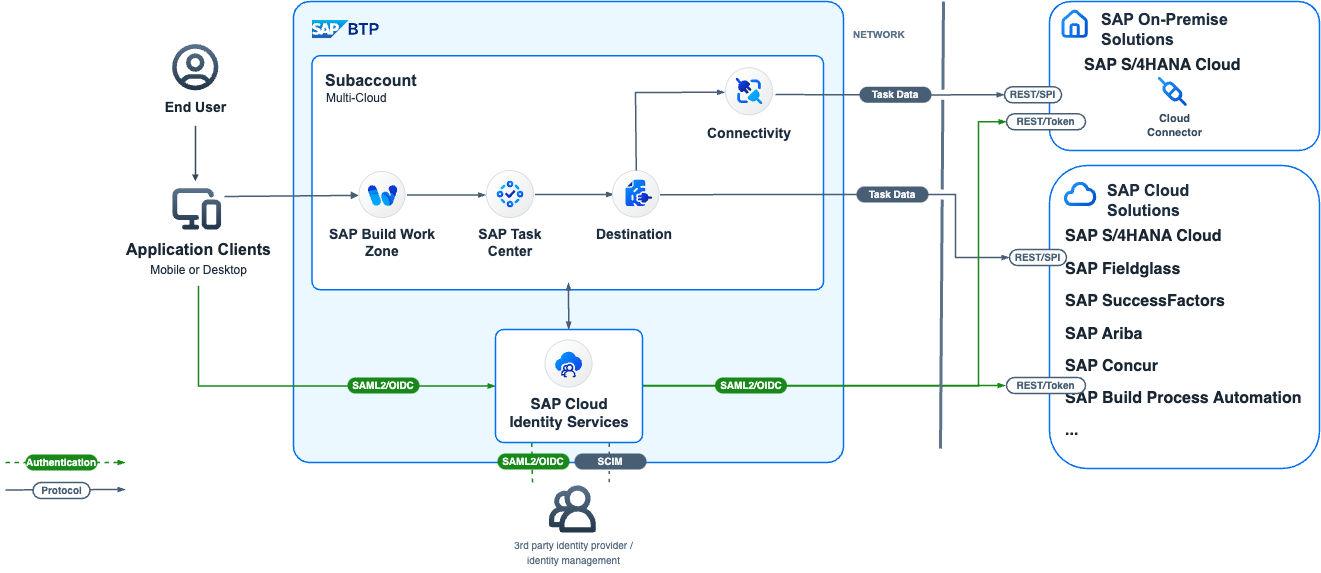 SAP BTP
NETWORK
Subaccount
Multi-Cloud
End User
Connectivity
Task Data
REST/SPI
REST/Token
SAP On-Premise
Solutions
SAP S/4HANA Cloud
Cloud
Connector
Application Clients
Mobile or Desktop
SAP Build Work
Zone
SAP Task
Center
Destination
Task Data
REST/SPI
SAP Cloud
Solutions
SAP S/4HANA Cloud
SAP Fieldglass
SAP SuccessFactors
SAP Ariba
SAP Concur
REST/Token
SAP Build Process Automation
...
SAML2/OIDC
SAP Cloud
Identity Services
SAML2/OIDC
SAML2/OIDC
SCIM
3rd party identity provider /
identity management
Authentication
Protocol